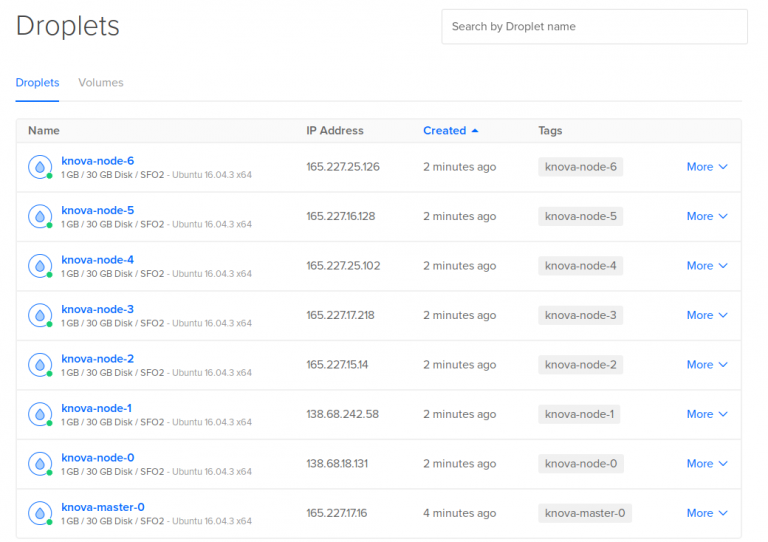 Droplets
Search by Droplet name
Droplets Volumes
Name IP Address Created Tags
knova-node-6
1 GB / 30 GB Disk / SFO2 - Ubuntu 16.04.3 x64 165.227.25.126 2 minutes ago knova-node-6 More
knova-node-5
1 GB / 30 GB Disk / SFO2 - Ubuntu 16.04.3 x64 165.227.16.128 2 minutes ago knova-node-5 More
knova-node-4
1 GB / 30 GB Disk / SFO2 - Ubuntu 16.04.3 x64 165.227.25.102 2 minutes ago knova-node-4 More
knova-node-3
1 GB / 30 GB Disk / SFO2 - Ubuntu 16.04.3 x64 165.227.17.218 2 minutes ago knova-node-3 More
knova-node-2
1 GB / 30 GB Disk / SFO2 - Ubuntu 16.04.3 x64 165.227.15.14 2 minutes ago knova-node-2 More
knova-node-1
1 GB / 30 GB Disk / SFO2 - Ubuntu 16.04.3 x64 138.68.242.58 2 minutes ago knova-node-1 More
knova-node-0
1 GB / 30 GB Disk / SFO2 - Ubuntu 16.04.3 x64 138.68.18.131 2 minutes ago knova-node-0 More
knova-master-0
1 GB / 30 GB Disk / SFO2 - Ubuntu 16.04.3 x64 165.227.17.16 4 minutes ago knova-master-0 More